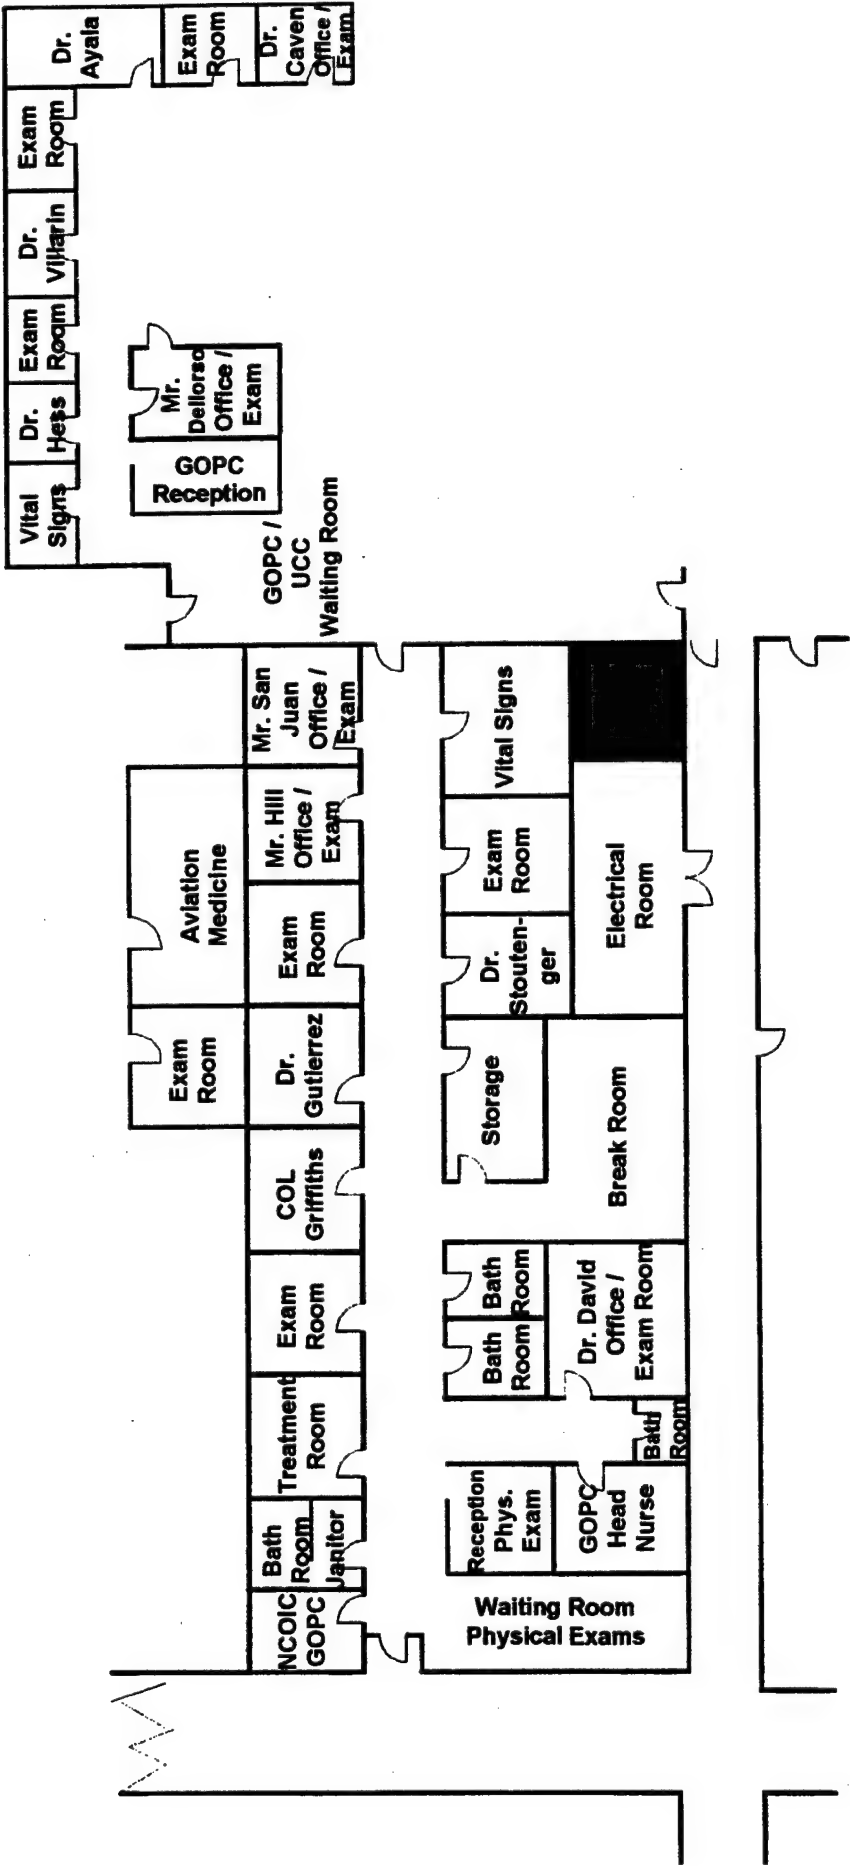 Dr.
Ayala
Exam
Room
Dr.
Caven
Office /
Exam
Exam
Room
Dr.
Villarin
Exam
Room
Dr.
Hess
Vital
Signs
Mr.
Dellorso
Office /
Exam
GOPC
Reception
GOPC /
UCC
Waiting Room
Mr. San
Juan
Office /
Exam
Mr. Hill
Office /
Exam
Aviation
Medicine
Exam
Room
Exam
Room
Dr.
Gutierrez
COL
Griffiths
Exam
Room
Treatment
Room
Bath
Room
Janitor
NCOIC
GOPC
Vital Signs
Exam
Room
Dr.
Stouten-
ger
Electrical
Room
Storage
Break Room
Bath
Room
Bath
Room
Dr. David
Office /
Exam Room
Bath
Room
Reception
Phys.
Exam
GOPC
Head
Nurse
Waiting Room
Physical Exams